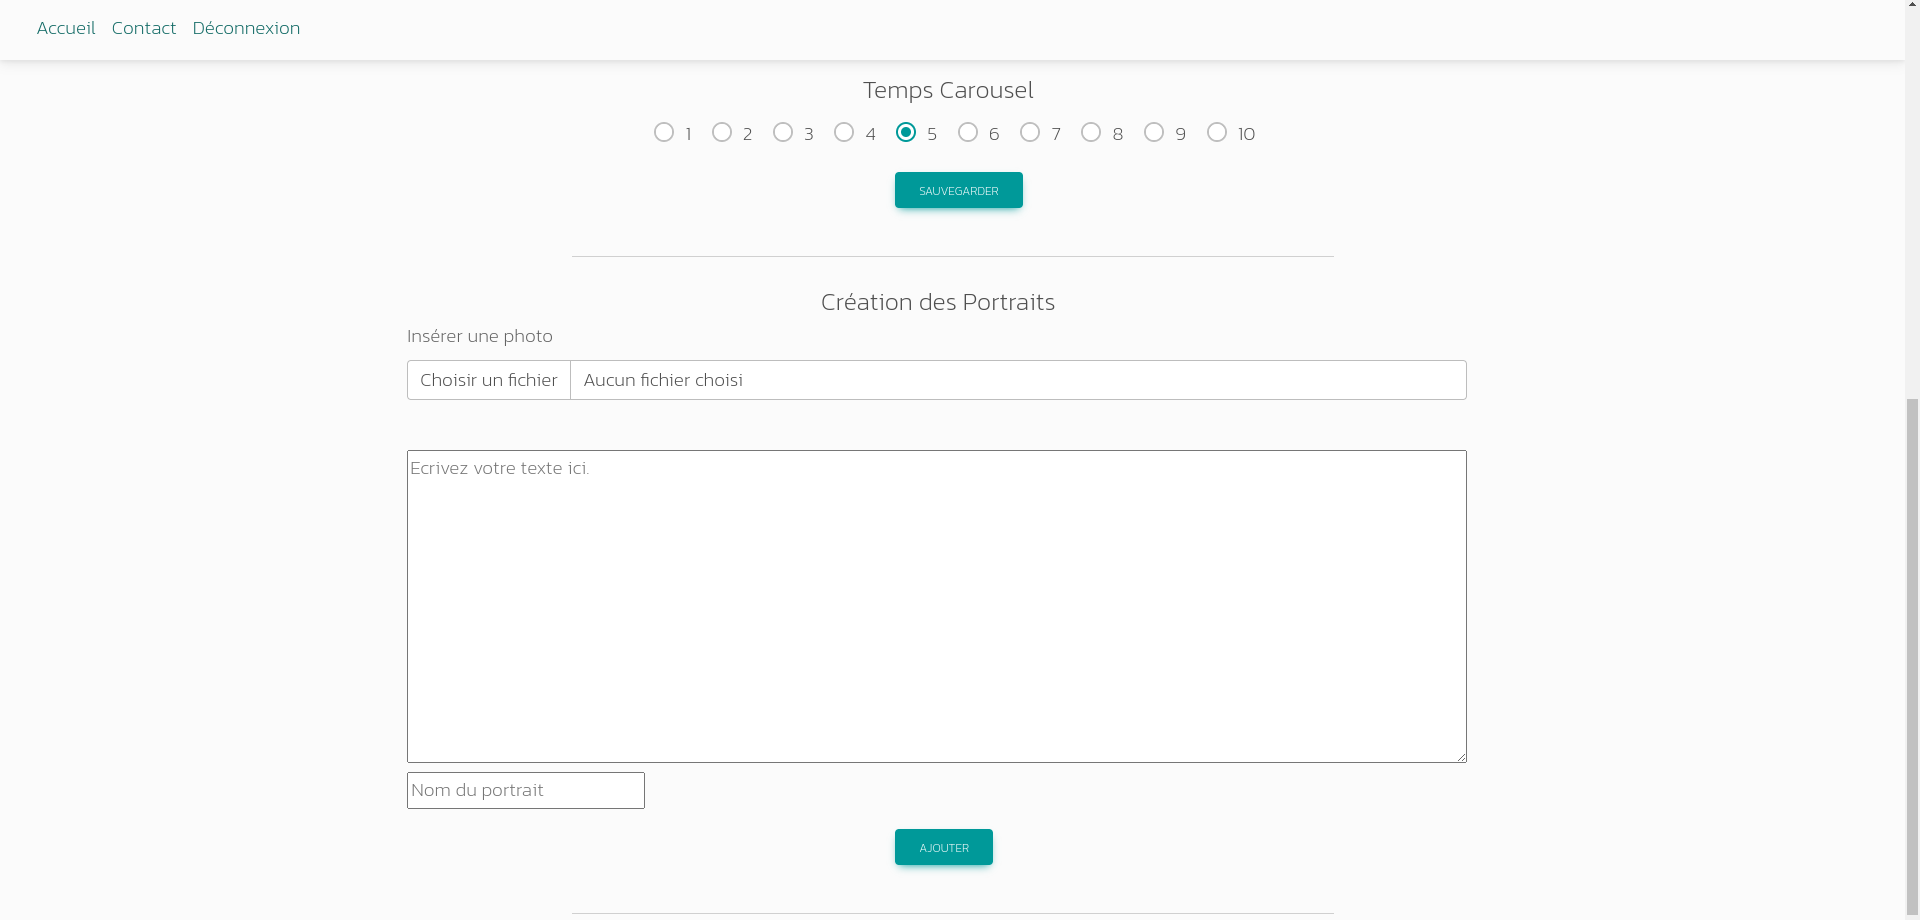 Accueil Contact Déconnexion
Temps Carousel
1 2 3 4 5 6 7 8 9 10
SAUVEGARDER
Création des Portraits
Insérer une photo
Choisir un fichier Aucun fichier choisi
Ecrivez votre texte ici.
Nom du portrait
AJOUTER